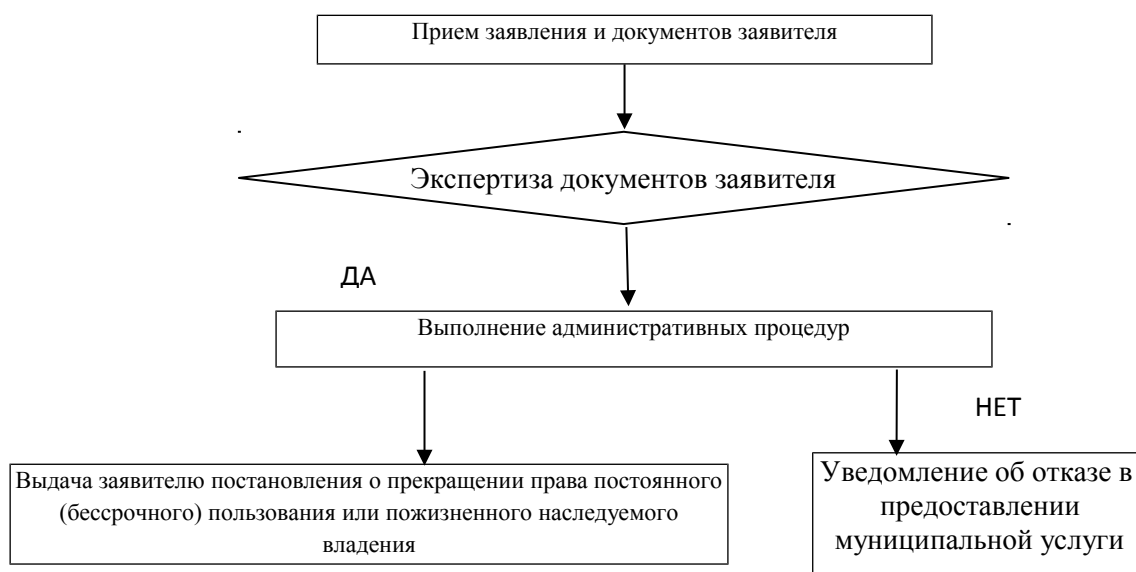 Прием заявления и документов заявителя
Экспертиза документов заявителя
ДА
Выполнение административных процедур
НЕТ
Выдача заявителю постановления о прекращении права постоянного
(бессрочного) пользования или пожизненного наследуемого
владения
Уведомление об отказе в
предоставлении
муниципальной услуги